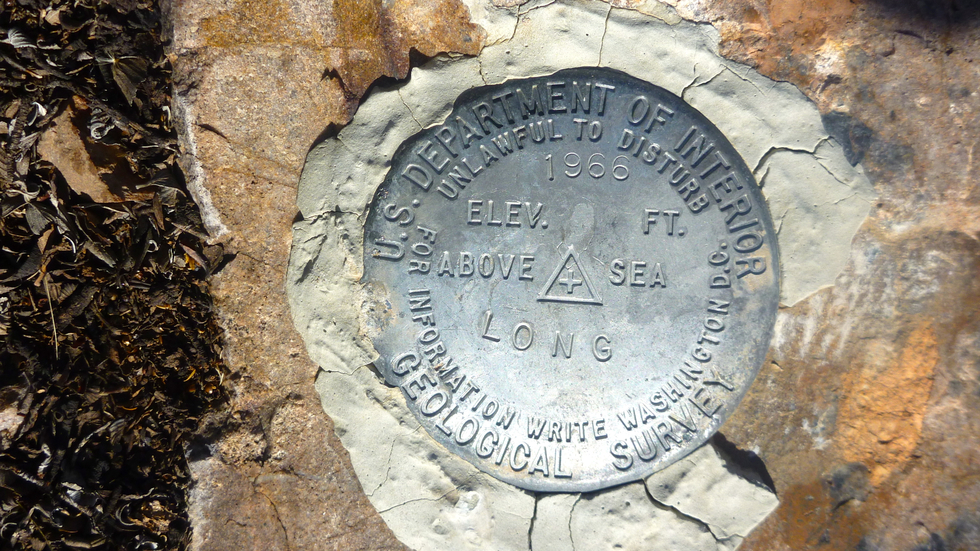 U.S. DEPARTMENT OF INTERIOR
UNLAWFUL TO DISTURB
1966
ELEV. FT.
ABOVE SEA
LONG
FOR INFORMATION WRITE WASHINGTON D.C.
GEOLOGICAL SURVEY